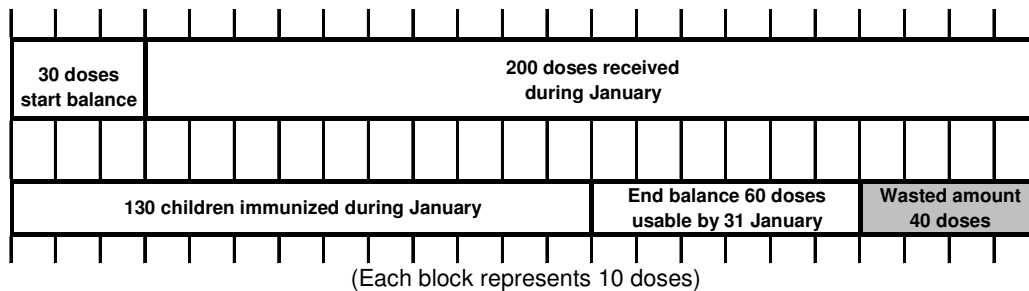 30 doses
start balance
200 doses received
during January
130 children immunized during January
End balance 60 doses
usable by 31 January
Wasted amount
40 doses
(Each block represents 10 doses)